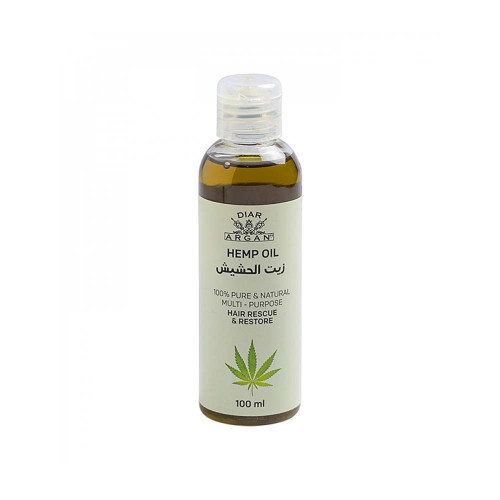 DIAR
ARGAN
HEMP OIL
زيت الحشيش
100% PURE & NATURAL
MULTI - PURPOSE
HAIR RESCUE
& RESTORE
100 ml